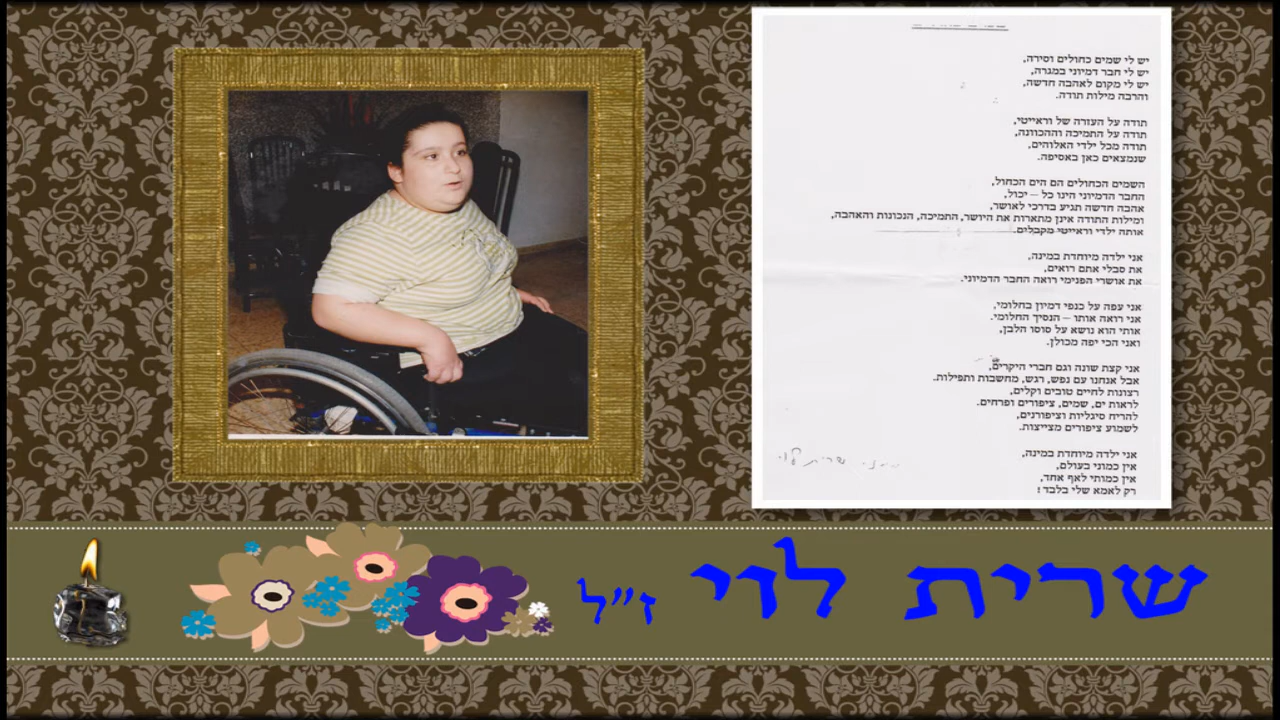 יש לי שמים כחולים וסירה,
יש לי חבר דמיוני במגרה,
יש לי מקום לאהבה חדשה,
והרבה מילות תודה.
תודה על העזרה של וראייטי,
תודה על התמיכה וההכוונה,
תודה מכל ילדי האלוהים,
שנמצאים כאן באסיפה.
השמים הכחולים הם הים הכחול,
החבר הדמיוני הינו כל – יכול,
אהבה חדשה תגיע בדרכי לאושר,
ומילות התודה אינן מתארות את היושר, התמיכה, הנכונות והאהבה,
אותה ילדי וראייטי מקבלים.
אני ילדה מיוחדת במינה,
את סבלי אתם רואים,
את אושרי הפנימי רואה החבר הדמיוני.
אני עפה על כנפי דמיון בחלומי,
אני רואה אותו – הנסיך החלומי.
אותי הוא נושא על סוסו הלבן,
ואני הכי יפה מכולן.
אני קצת שונה וגם חברי היקרים,
אבל אנחנו עם נפש, רגש, מחשבות ותפילות.
רצונות לחיים טובים וקלים,
לראות ים, שמים, ציפורים ופרחים.
להריח סיגליות וציפורנים,
לשמוע ציפורים מצייצות.
אני ילדה מיוחדת במינה,
אין כמוני בעולם,
אין כמותי לאף אחד,
רק לאמא שלי בלבד !
שרית לוי
שרית לוי ז"ל